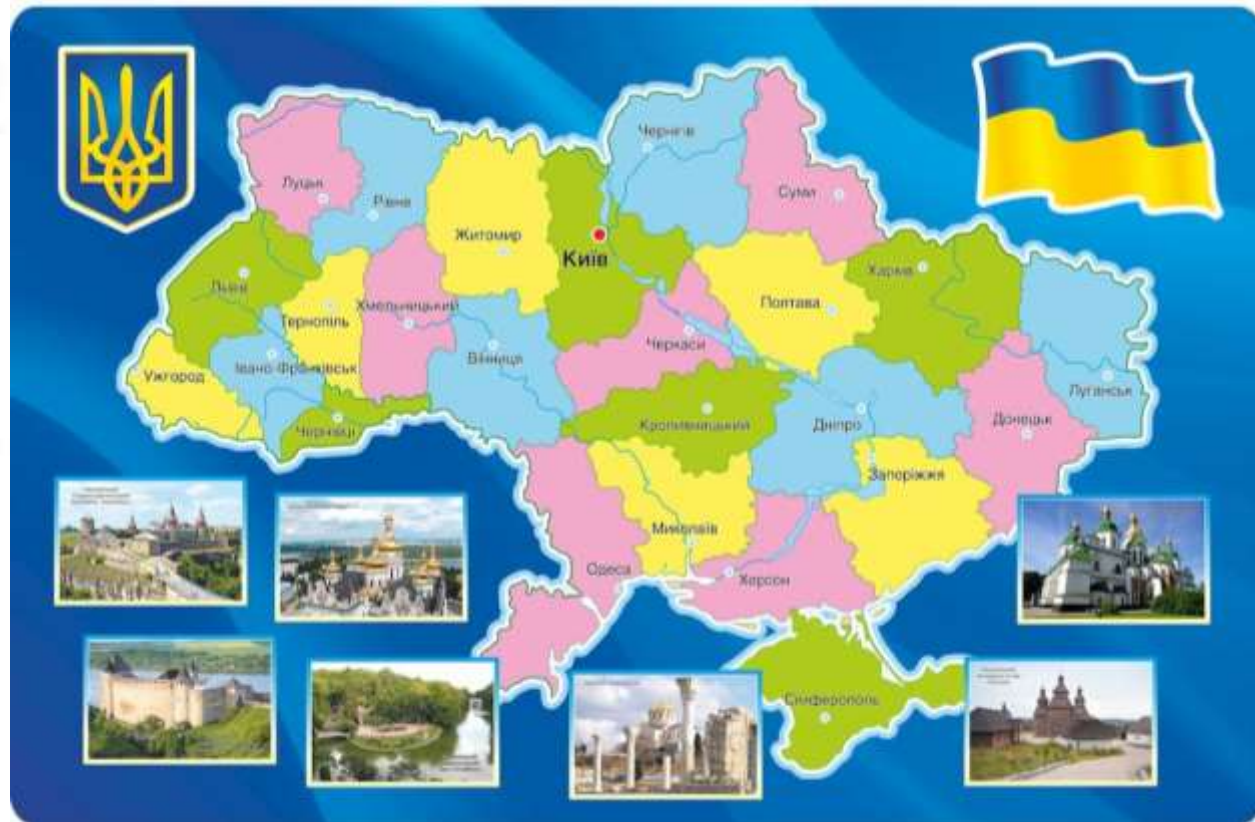 Чернігів
Луцьк
Суми
Рівне
Житомир
Київ
Харків
Львів
Полтава
Хмельницький
Тернопіль
Черкаси
Вінниця
Івано-Франківськ
Ужгород
Луганськ
Кропивницький
Дніпро
Донецьк
Чернівці
Запоріжжя
Миколаїв
Одеса
Херсон
Сімферополь